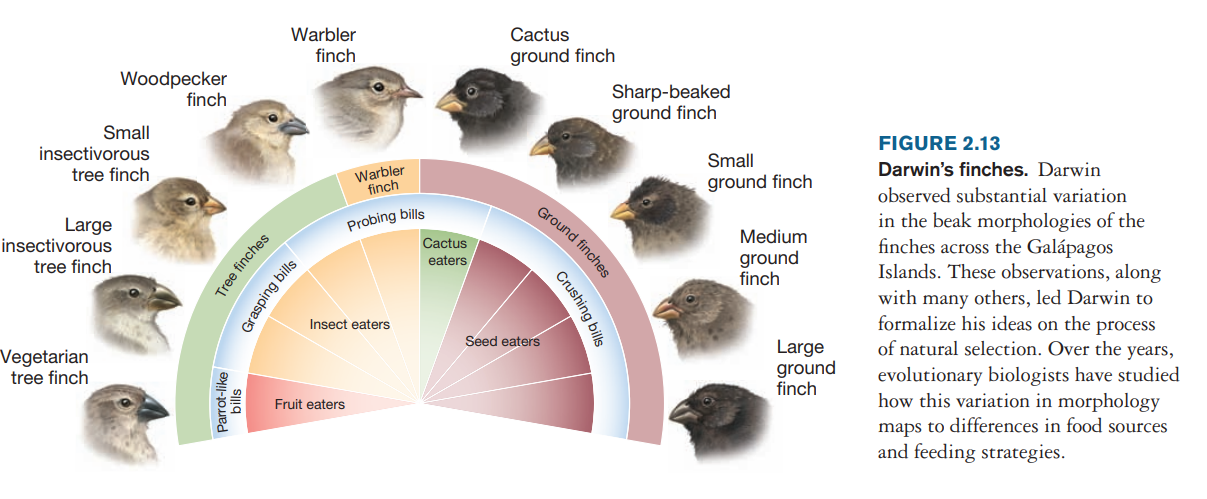 Warbler
finch
Cactus
ground finch
Woodpecker
finch
Sharp-beaked
ground finch
Small
insectivorous
tree finch
Small
ground finch
Large
insectivorous
tree finch
Medium
ground
finch
Vegetarian
tree finch
Large
ground
finch
Tree finches
Warbler
finch
Ground finches
Parrot-like
bills
Grasping bills
Probing bills
Crushing bills
Fruit eaters
Insect eaters
Cactus
eaters
Seed eaters
FIGURE 2.13
Darwin’s finches. Darwin
observed substantial variation
in the beak morphologies of the
finches across the Galápagos
Islands. These observations, along
with many others, led Darwin to
formalize his ideas on the process
of natural selection. Over the years,
evolutionary biologists have studied
how this variation in morphology
maps to differences in food sources
and feeding strategies.